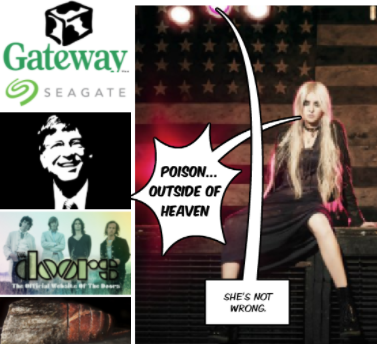 Gateway
SEAGATE
the doors
The Official Website Of The Doors
POISON...
OUTSIDE OF
HEAVEN
SHE'S NOT
WRONG.